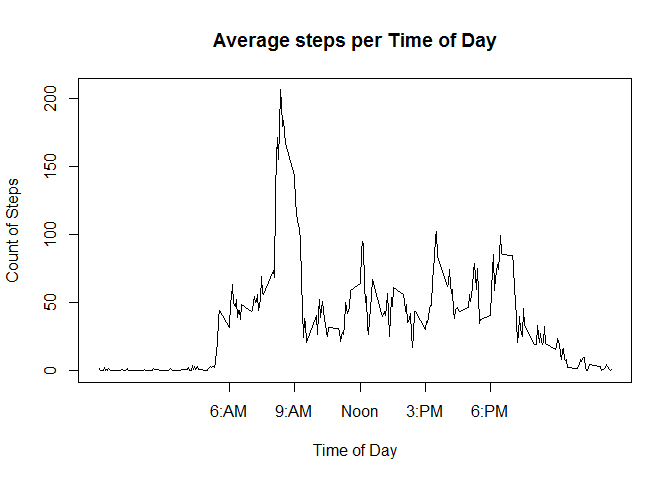 Average steps per Time of Day
Count of Steps
200
150
100
50
0
6:AM 9:AM Noon 3:PM 6:PM
Time of Day